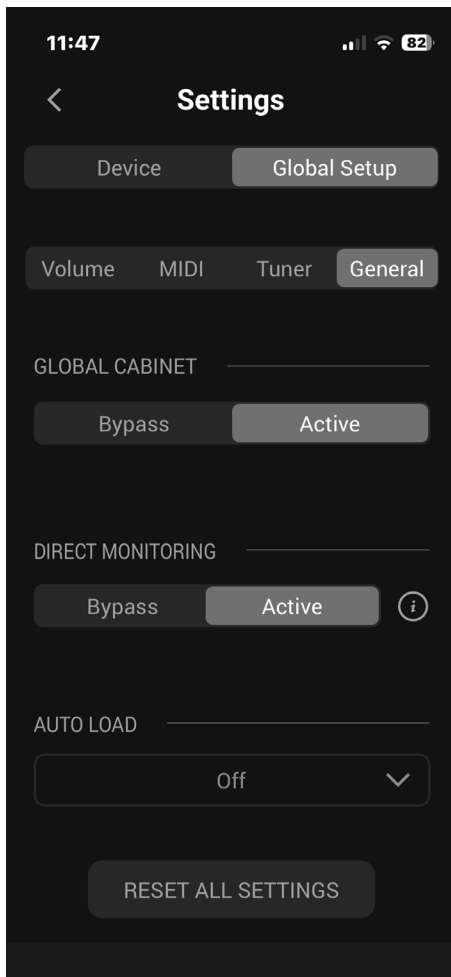 11:47 82
Settings
Device Global Setup
Volume MIDI Tuner General
GLOBAL CABINET
Bypass Active
DIRECT MONITORING
Bypass Active i
AUTO LOAD
Off
RESET ALL SETTINGS